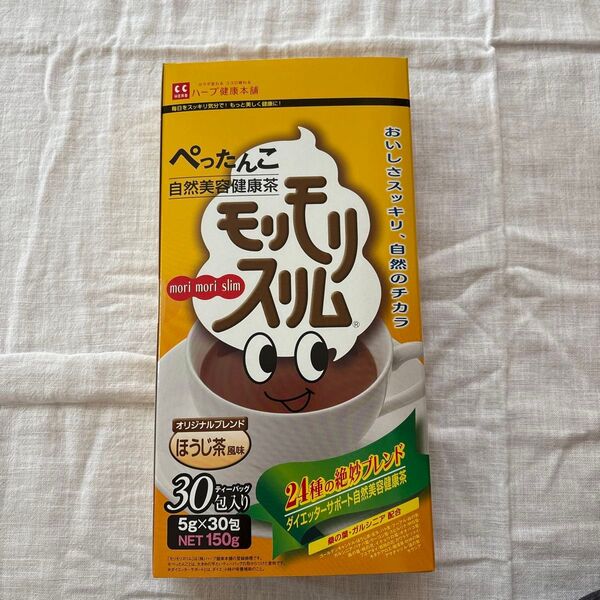 CC
HERB
ハーブ健康本舗
毎日をスッキリ気分で!もっと美しく健康に!
ぺったんこ
自然美容健康茶
モリモリ
スリム®
mori mori slim
おいしさスッキリ、自然のチカラ
オリジナルブレンド
ほうじ茶風味
ティーバッグ
30包入り
5g×30包
NET 150g
24種の絶妙ブレンド
ダイエッターサポート自然美容健康茶
桑の葉・ガルシニア 配合